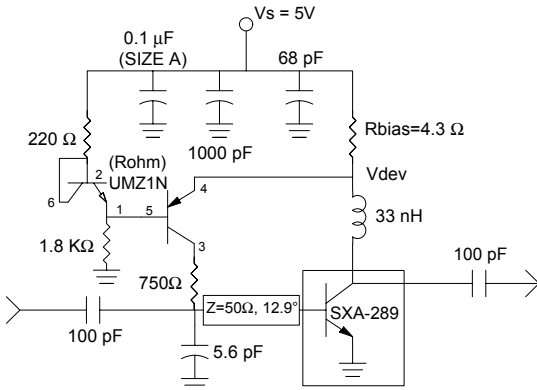 Vs = 5V
0.1 µF
(SIZE A)
68 pF
1000 pF
220 Ω
Rbias=4.3 Ω
(Rohm)
UMZ1N
Vdev
2
4
6
1
5
33 nH
1.8 KΩ
3
750Ω
100 pF
Z=50Ω, 12.9°
SXA-289
100 pF
5.6 pF